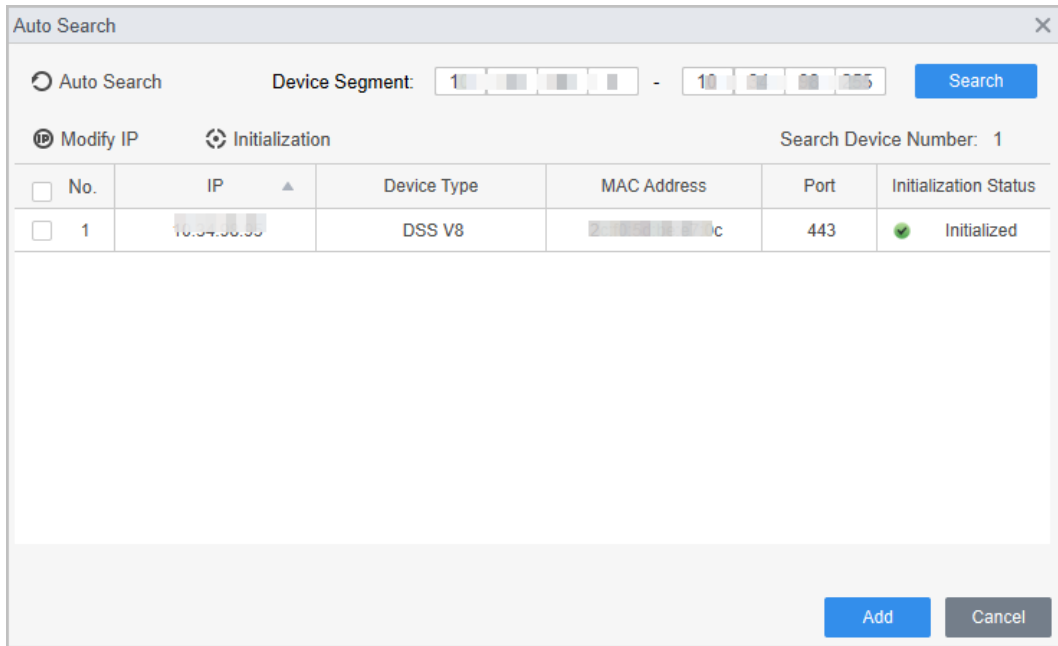 Auto Search
Auto Search Device Segment: - Search
Modify IP Initialization Search Device Number: 1
No. IP Device Type MAC Address Port Initialization Status
1 DSS V8 443 Initialized
Add Cancel